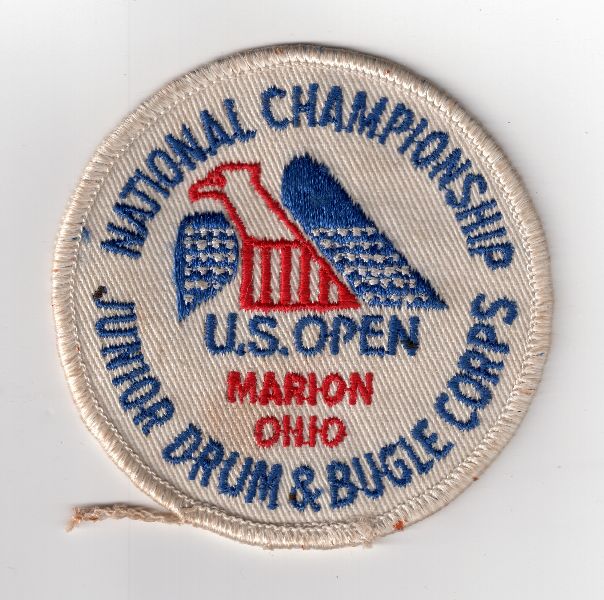 NATIONAL CHAMPIONSHIP
U.S. OPEN
MARION
OHIO
JUNIOR DRUM & BUGLE CORPS